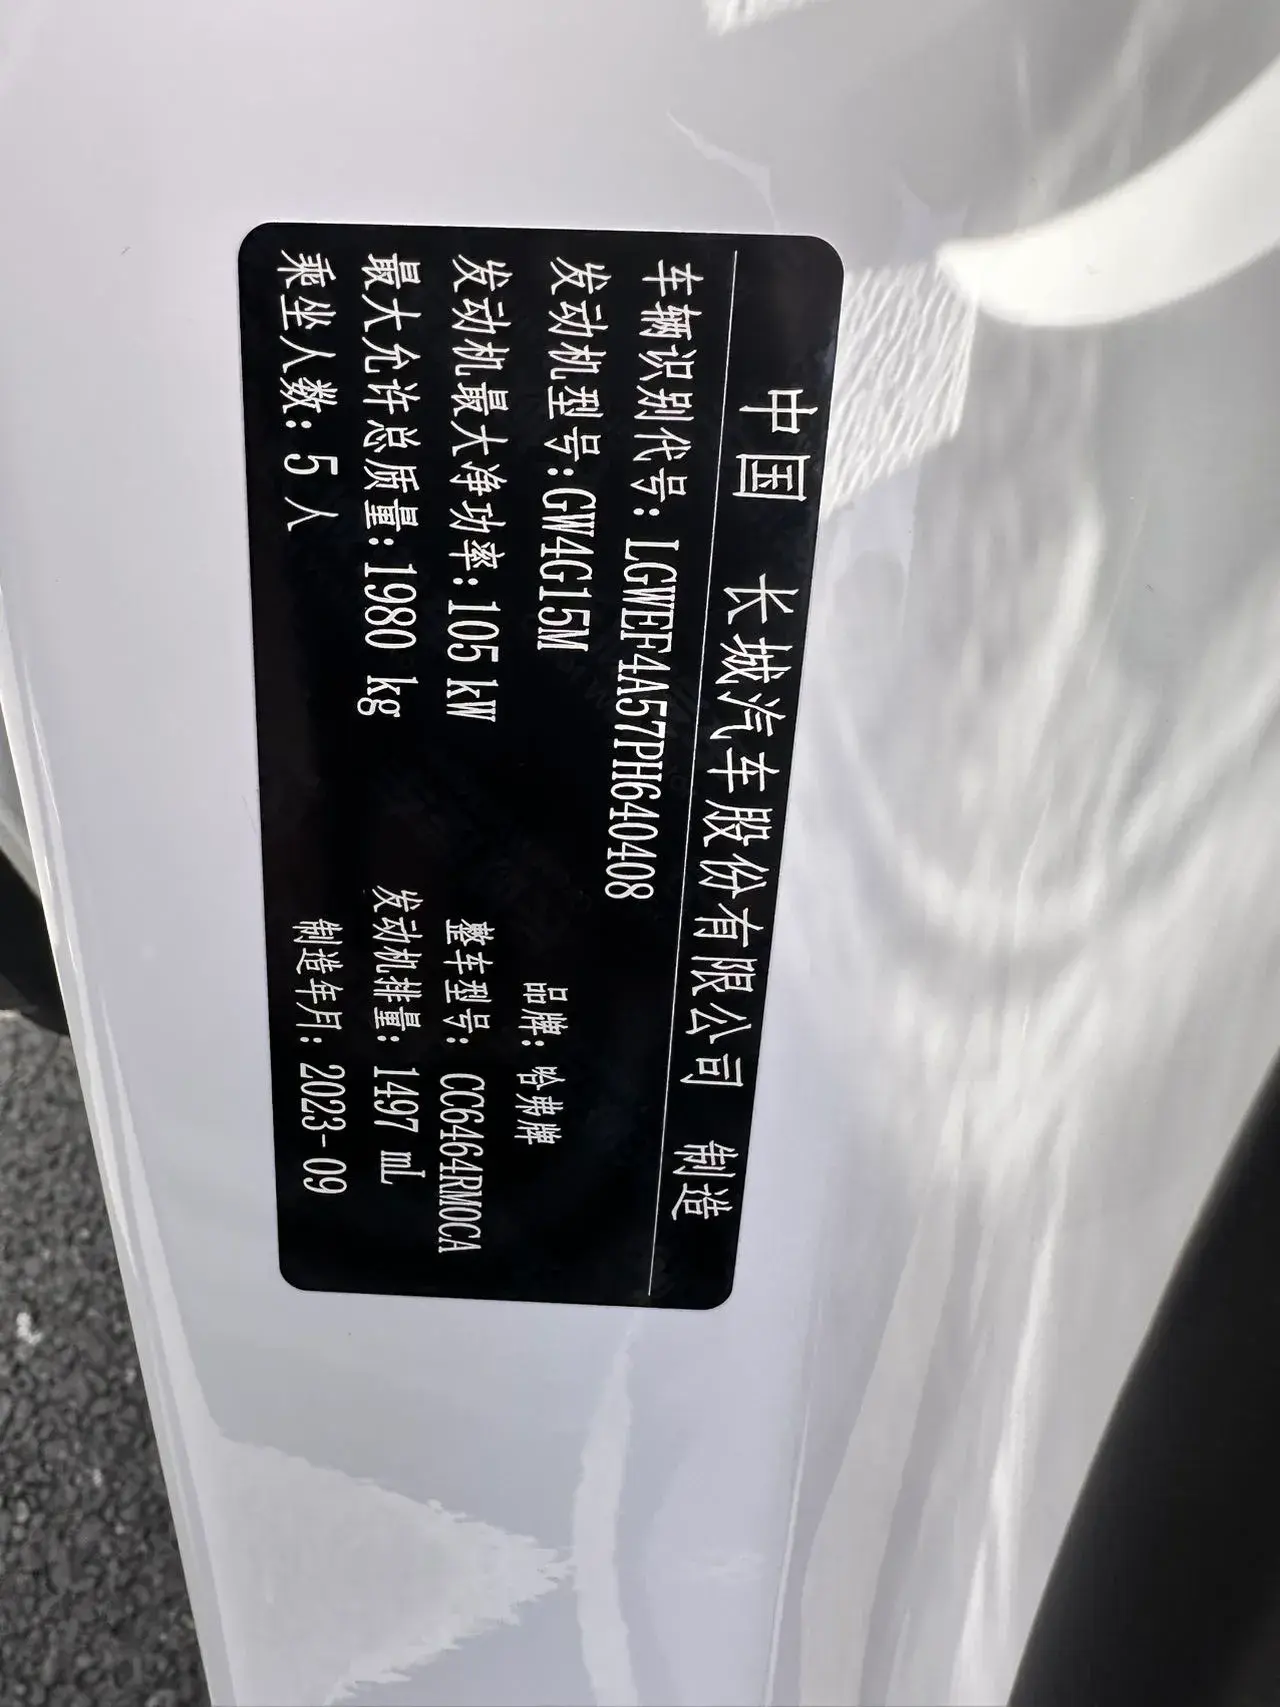 中国 长城汽车股份有限公司 制造
车辆识别代号: LGWEF4A57PH640408
发动机型号:GW4G15M 品牌: 哈弗牌
发动机最大净功率:105 kW 整车型号: CC6464RM0CA
最大允许总质量:1980 kg 发动机排量: 1497 mL
乘坐人数: 5 人 制造年月: 2023-09